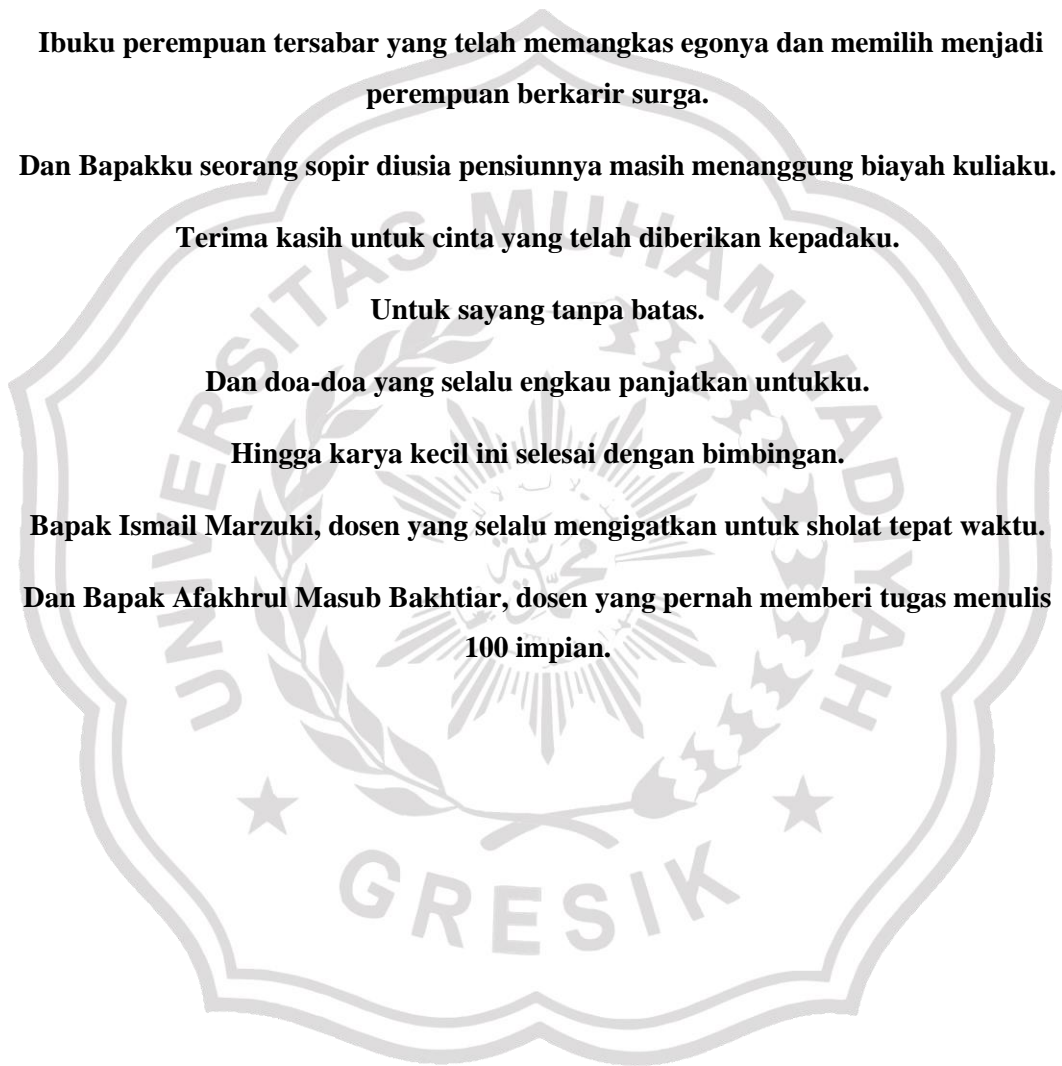 Ibuku perempuan tersabar yang telah memangkas egonya dan memilih menjadi
perempuan berkarir surga.
Dan Bapakku seorang sopir diusia pensiunnya masih menanggung biayah kuliaku.
Terima kasih untuk cinta yang telah diberikan kepadaku.
Untuk sayang tanpa batas.
Dan doa-doa yang selalu engkau panjatkan untukku.
Hingga karya kecil ini selesai dengan bimbingan.
Bapak Ismail Marzuki, dosen yang selalu mengigatkan untuk sholat tepat waktu.
Dan Bapak Afakhrul Masub Bakhtiar, dosen yang pernah memberi tugas menulis
100 impian.
UNIVERSITAS MUHAMMADIYAH
GRESIK